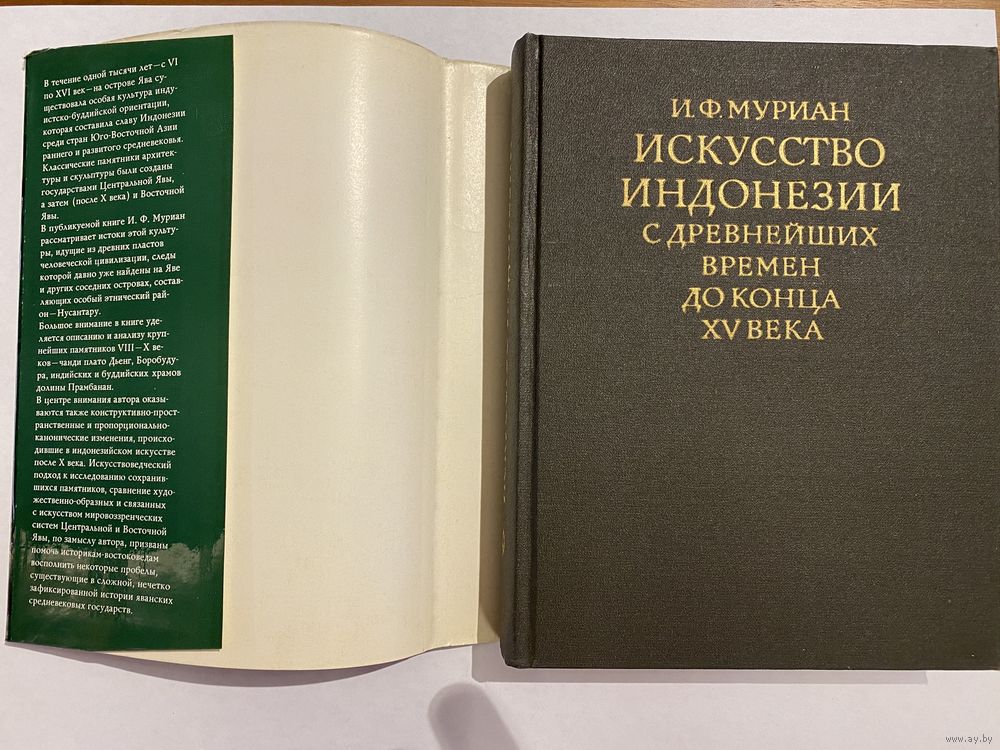 В течение одной тысячи лет—с VI
по XVI век—на острове Ява су-
ществовала особая культура инду-
истско-буддийской ориентации,
которая составила славу Индонезии
среди стран Юго-Восточной Азии
раннего и развитого средневековья.
Классические памятники архитек-
туры и скульптуры были созданы
государствами Центральной Явы,
а затем (после X века) и Восточной
Явы.
В публикуемой книге И. Ф. Муриан
рассматривает истоки этой культу-
ры, идущие из древних пластов
человеческой цивилизации, следы
которой давно уже найдены на Яве
и других соседних островах, состав-
ляющих особый этнический рай-
он—Нусантару.
Большое внимание в книге уде-
ляется описанию и анализу круп-
нейших памятников VIII—X ве-
ков—чанди плато Дьенг, Боробуду-
ра, индийских и буддийских храмов
долины Прамбанан.
В центре внимания автора оказы-
ваются также конструктивно-прост-
ранственные и пропорционально-
канонические изменения, происхо-
дившие в индонезийском искусстве
после X века. Искусствоведческий
подход к исследованию сохранив-
шихся памятников, сравнение худо-
жественно-образных и связанных
с искусством мировоззренческих
систем Центральной и Восточной
Явы, по замыслу автора, призваны
помочь историкам-востоковедам
восполнить некоторые пробелы,
существующие в сложной, нечетко
зафиксированной истории яванских
средневековых государств.
И. Ф. МУРИАН
ИСКУССТВО
ИНДОНЕЗИИ
С ДРЕВНЕЙШИХ
ВРЕМЕН
ДО КОНЦА
XV ВЕКА
www.ay.by